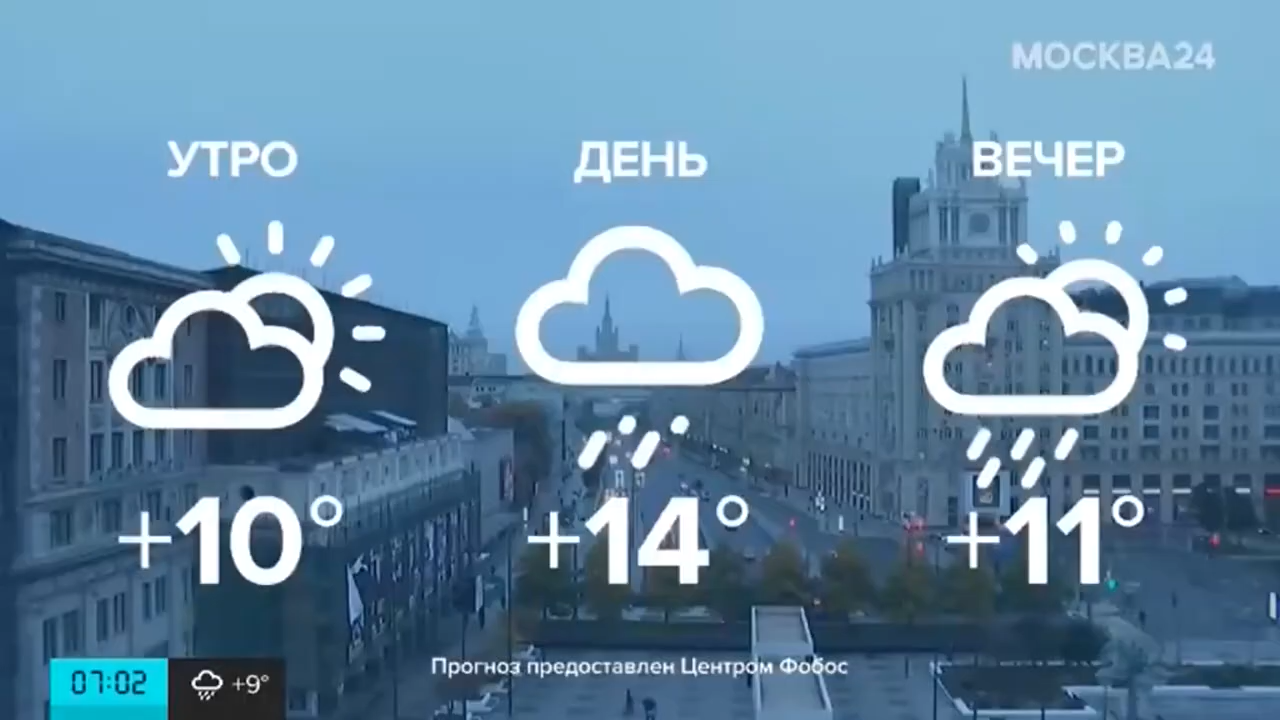 МОСКВА24
УТРО
ДЕНЬ
ВЕЧЕР
+10°
+14°
+11°
Прогноз предоставлен Центром Фобос
07:02
+9°